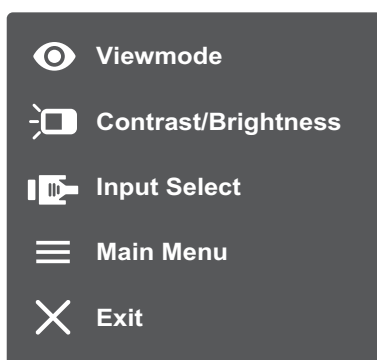 Viewmode
Contrast/Brightness
Input Select
Main Menu
Exit